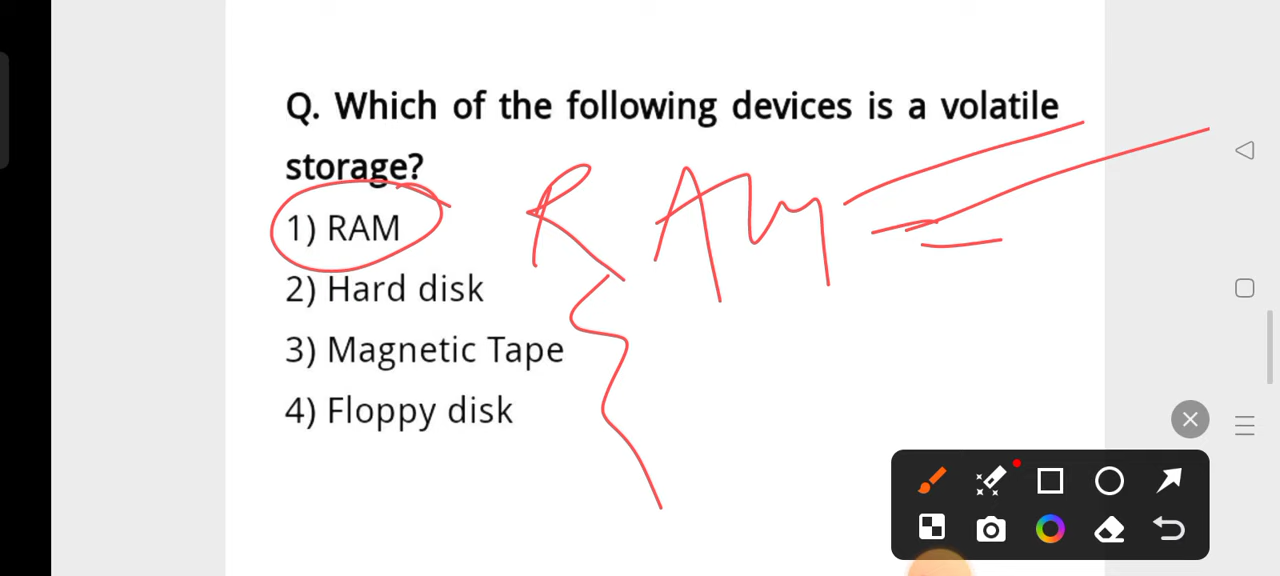 Q. Which of the following devices is a volatile
storage?
1) RAM
RAM
2) Hard disk
3) Magnetic Tape
4) Floppy disk